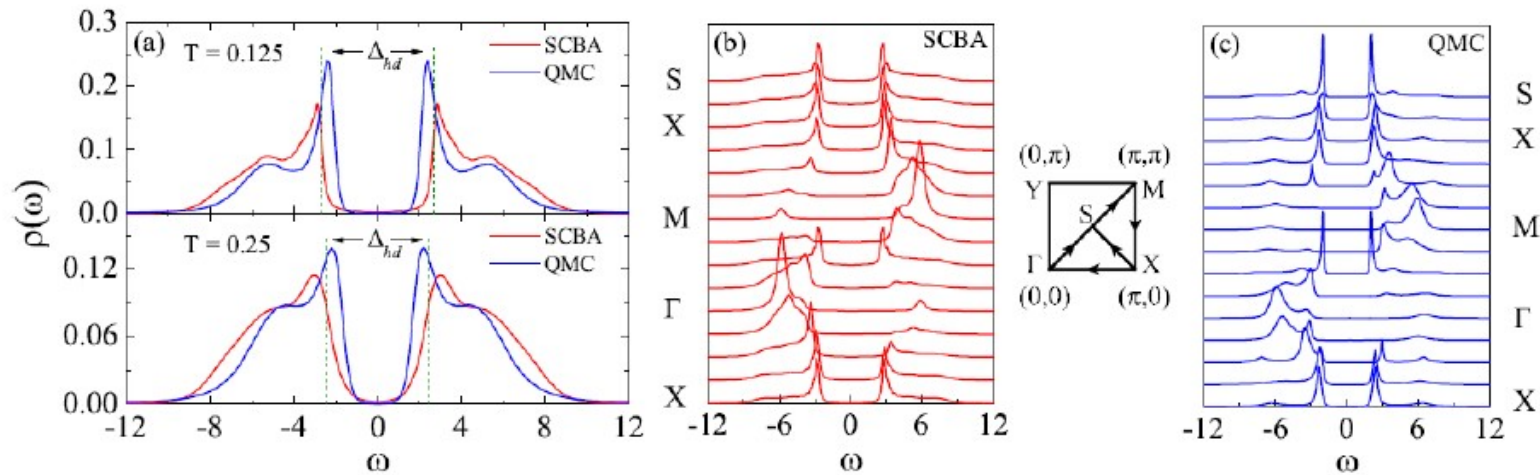 (a)
T = 0.125
Δhd
SCBA
QMC
0.3
0.2
0.1
0.0
T = 0.25
Δhd
SCBA
QMC
0.12
0.06
0.00
ρ(ω)
-12 -8 -4 0 4 8 12
ω
(b) SCBA
S
X
M
Γ
X
-12 -6 0 6 12
ω
(0,π) (π,π)
Y M
S
Γ X
(0,0) (π,0)
(c) QMC
S
X
M
Γ
X
-12 -6 0 6 12
ω